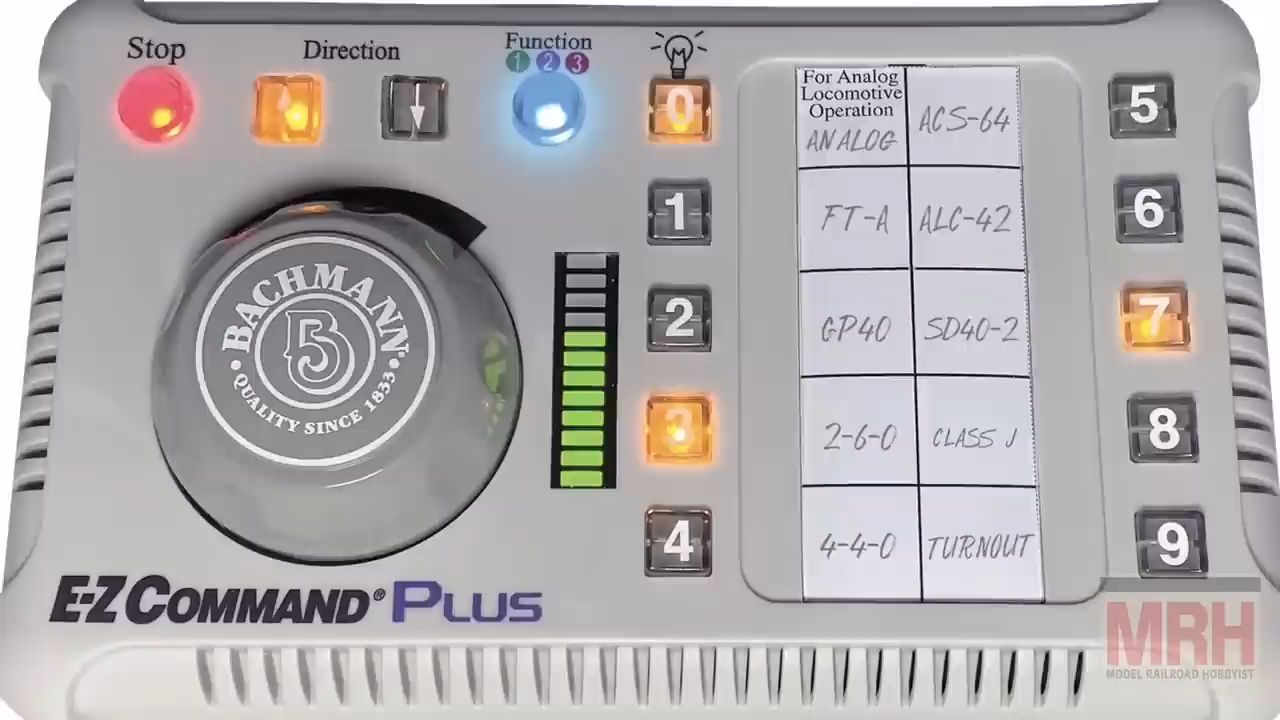 Stop
Direction
Function
1 2 3
0
1
2
3
4
For Analog
Locomotive
Operation
ANALOG
ACS-64
FT-A
ALC-42
GP40
SD40-2
2-6-0
CLASS J
4-4-0
TURNOUT
5
6
7
8
9
BACHMANN
B
QUALITY SINCE 1833
E-Z COMMAND® PLUS
MRH
MODEL RAILROAD HOBBYIST